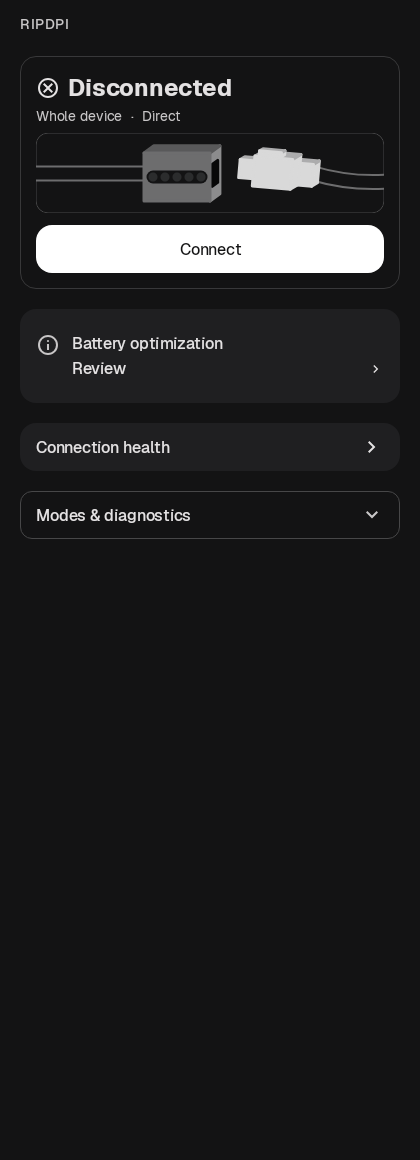 RIPDPI
Disconnected
Whole device · Direct
Connect
Battery optimization
Review
Connection health
Modes & diagnostics